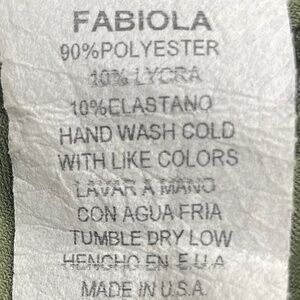 FABIOLA
90%POLYESTER
10%LYCRA
10%ELASTANO
HAND WASH COLD
WITH LIKE COLORS
LAVAR A MANO
CON AGUA FRIA
TUMBLE DRY LOW
HENCHO EN E.U.A
MADE IN U.S.A.